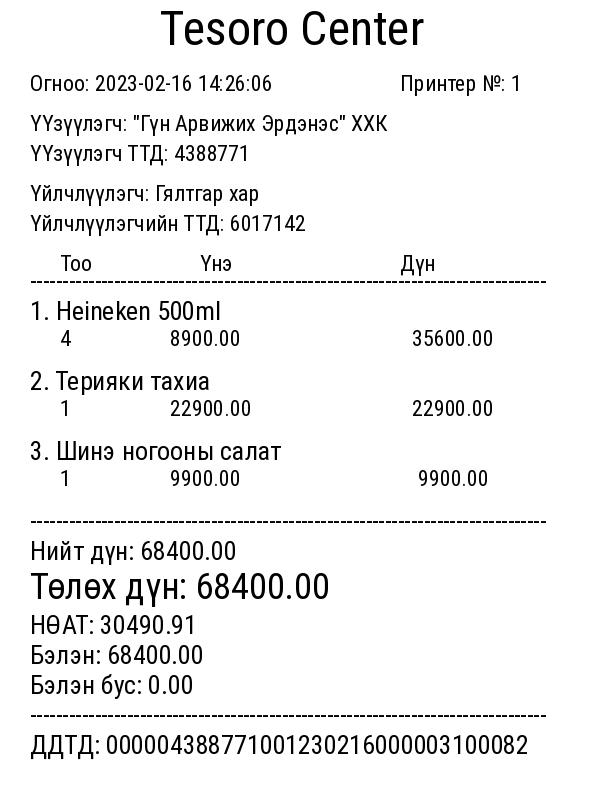 Tesoro Center
Огноо: 2023-02-16 14:26:06 Принтер №: 1
ҮҮзүүлэгч: "Гүн Арвижих Эрдэнэс" ХХК
ҮҮзүүлэгч ТТД: 4388771
Үйлчлүүлэгч: Гялтгар хар
Үйлчлүүлэгчийн ТТД: 6017142
Тоо Үнэ Дүн
1. Heineken 500ml
4 8900.00 35600.00
2. Терияки тахиа
1 22900.00 22900.00
3. Шинэ ногооны салат
1 9900.00 9900.00
Нийт дүн: 68400.00
Төлөх дүн: 68400.00
НӨАТ: 30490.91
Бэлэн: 68400.00
Бэлэн бус: 0.00
ДДТД: 000004388771001230216000003100082